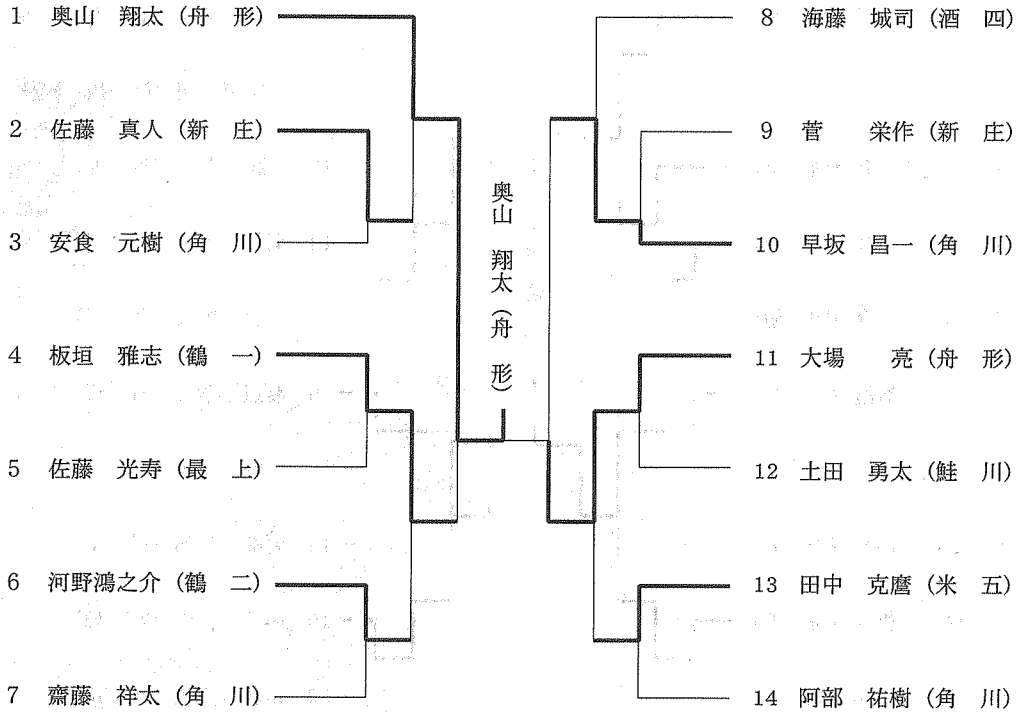 1 奥山 翔太 (舟 形)
2 佐藤 真人 (新 庄)
3 安食 元樹 (角 川)
4 板垣 雅志 (鶴 一)
5 佐藤 光寿 (最 上)
6 河野鴻之介 (鶴 二)
7 齋藤 祥太 (角 川)
奥山 翔太 (舟 形)
8 海藤 城司 (酒 四)
9 菅 栄作 (新 庄)
10 早坂 昌一 (角 川)
11 大場 亮 (舟 形)
12 土田 勇太 (鮭 川)
13 田中 克麿 (米 五)
14 阿部 祐樹 (角 川)